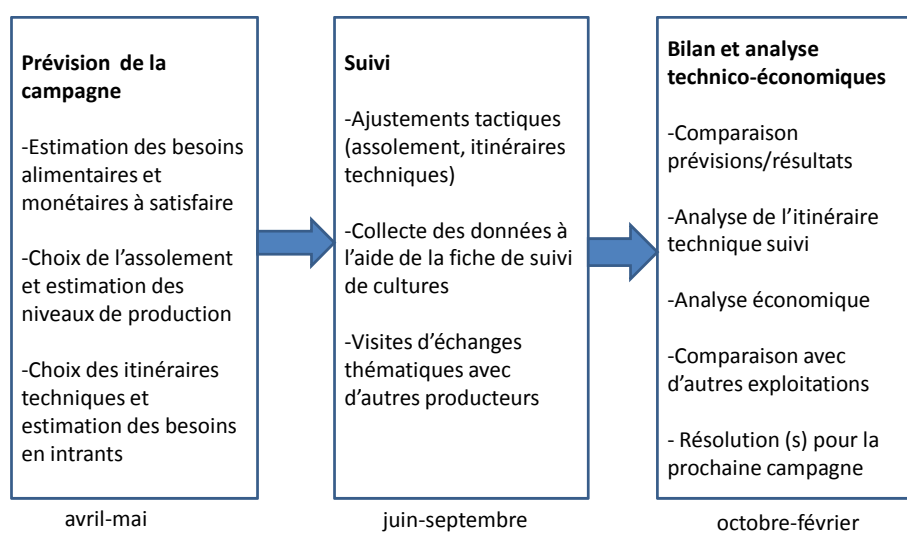 Prévision de la
campagne
-Estimation des besoins
alimentaires et
monétaires à satisfaire
-Choix de l'assolement
et estimation des
niveaux de production
-Choix des itinéraires
techniques et
estimation des besoins
en intrants
avril-mai
Suivi
-Ajustements tactiques
(assolement, itinéraires
techniques)
-Collecte des données à
l'aide de la fiche de suivi
de cultures
-Visites d'échanges
thématiques avec
d'autres producteurs
juin-septembre
Bilan et analyse
technico-économiques
-Comparaison
prévisions/résultats
-Analyse de l'itinéraire
technique suivi
-Analyse économique
-Comparaison avec
d'autres exploitations
- Résolution (s) pour la
prochaine campagne
octobre-février